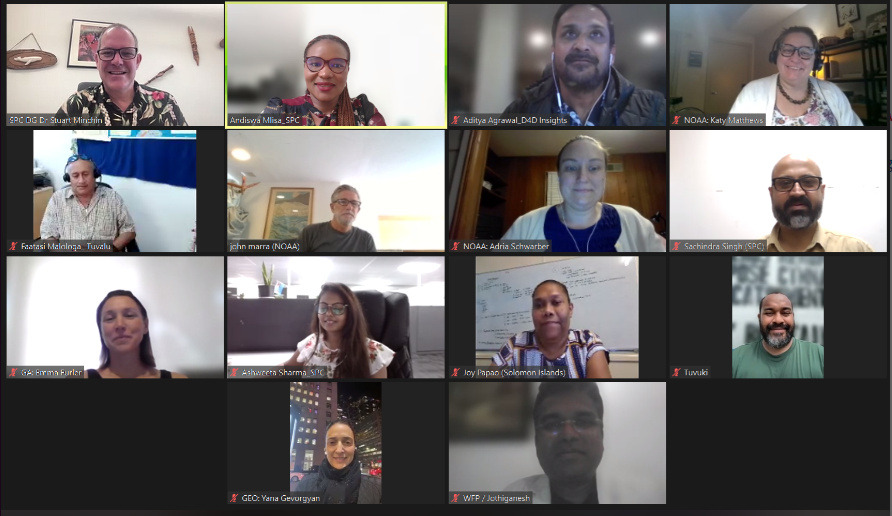 SPC DG Dr Stuart Minchin
Andiswa Mlisa_SPC
Aditya Agrawal_D4D Insights
NOAA: Katy Matthews
Faatasi Malologa_ Tuvalu
john marra (NOAA)
NOAA: Adria Schwarber
Sachindra Singh (SPC)
GA: Emma Furler
Ashweeta Sharma_SPC
Joy Papao (Solomon Islands)
Tuvuki
GEO: Yana Gevorgyan
WFP / Jothiganesh